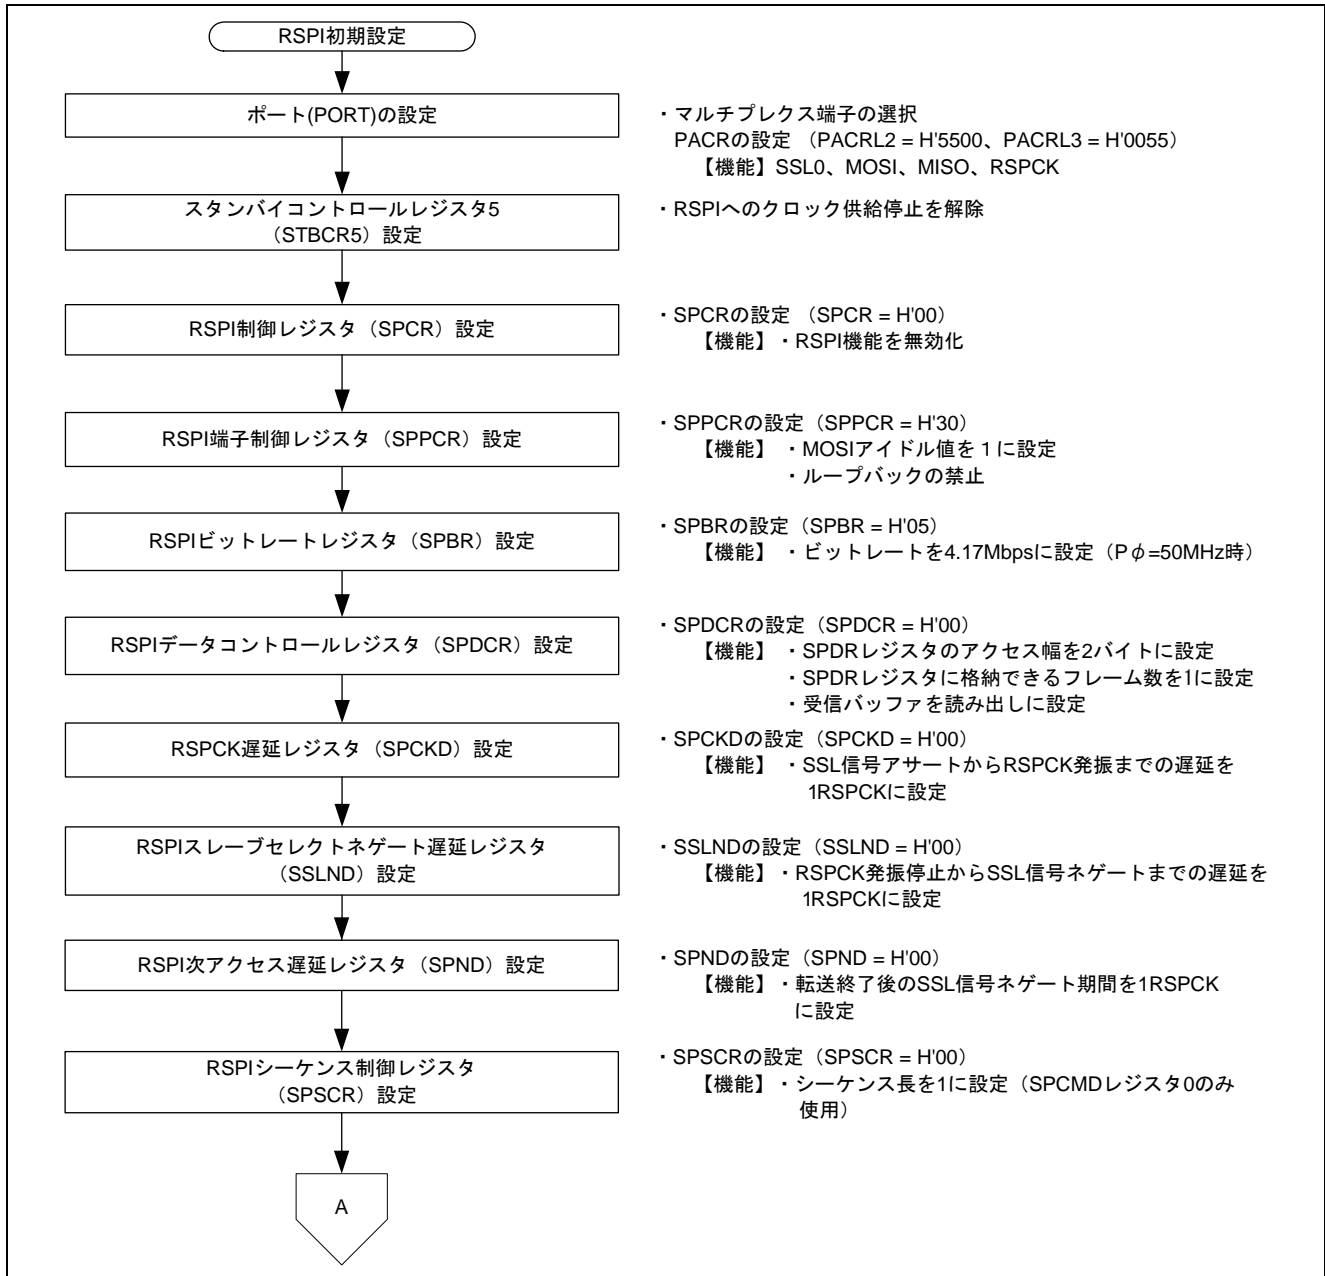 RSPI初期設定
ポート(PORT)の設定
・マルチプレクス端子の選択
PACRの設定 （PACRL2 = H'5500、PACRL3 = H'0055）
【機能】SSL0、MOSI、MISO、RSPCK
スタンバイコントロールレジスタ5
（STBCR5）設定
・RSPIへのクロック供給停止を解除
RSPI制御レジスタ（SPCR）設定
・SPCRの設定 （SPCR = H'00）
【機能】・RSPI機能を無効化
RSPI端子制御レジスタ（SPPCR）設定
・SPPCRの設定（SPPCR = H'30）
【機能】 ・MOSIアイドル値を１に設定
・ループバックの禁止
RSPIビットレートレジスタ（SPBR）設定
・SPBRの設定（SPBR = H'05）
【機能】 ・ビットレートを4.17Mbpsに設定（Pφ=50MHz時）
RSPIデータコントロールレジスタ（SPDCR）設定
・SPDCRの設定（SPDCR = H'00）
【機能】 ・SPDRレジスタのアクセス幅を2バイトに設定
・SPDRレジスタに格納できるフレーム数を1に設定
・受信バッファを読み出しに設定
RSPCK遅延レジスタ（SPCKD）設定
・SPCKDの設定（SPCKD = H'00）
【機能】 ・SSL信号アサートからRSPCK発振までの遅延を
1RSPCKに設定
RSPIスレーブセレクトネゲート遅延レジスタ
（SSLND）設定
・SSLNDの設定（SSLND = H'00）
【機能】・RSPCK発振停止からSSL信号ネゲートまでの遅延を
1RSPCKに設定
RSPI次アクセス遅延レジスタ（SPND）設定
・SPNDの設定（SPND = H'00）
【機能】・転送終了後のSSL信号ネゲート期間を1RSPCK
に設定
RSPIシーケンス制御レジスタ
（SPSCR）設定
・SPSCRの設定（SPSCR = H'00）
【機能】・シーケンス長を1に設定（SPCMDレジスタ0のみ
使用）
A